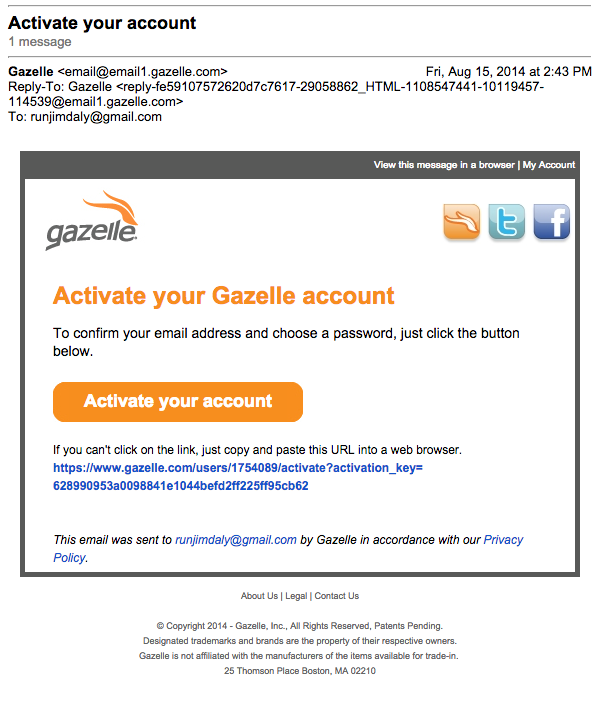 Activate your account
1 message
Gazelle <email@email1.gazelle.com> Fri, Aug 15, 2014 at 2:43 PM
Reply-To: Gazelle <reply-fe59107572620d7c7617-29058862_HTML-1108547441-10119457-
114539@email1.gazelle.com>
To: runjimdaly@gmail.com
View this message in a browser | My Account
gazelle
Activate your Gazelle account
To confirm your email address and choose a password, just click the button
below.
Activate your account
If you can't click on the link, just copy and paste this URL into a web browser.
https://www.gazelle.com/users/1754089/activate?activation_key=
628990953a0098841e1044befd2ff225ff95cb62
This email was sent to runjimdaly@gmail.com by Gazelle in accordance with our Privacy
Policy.
About Us | Legal | Contact Us
© Copyright 2014 - Gazelle, Inc., All Rights Reserved, Patents Pending.
Designated trademarks and brands are the property of their respective owners.
Gazelle is not affiliated with the manufacturers of the items available for trade-in.
25 Thomson Place Boston, MA 02210